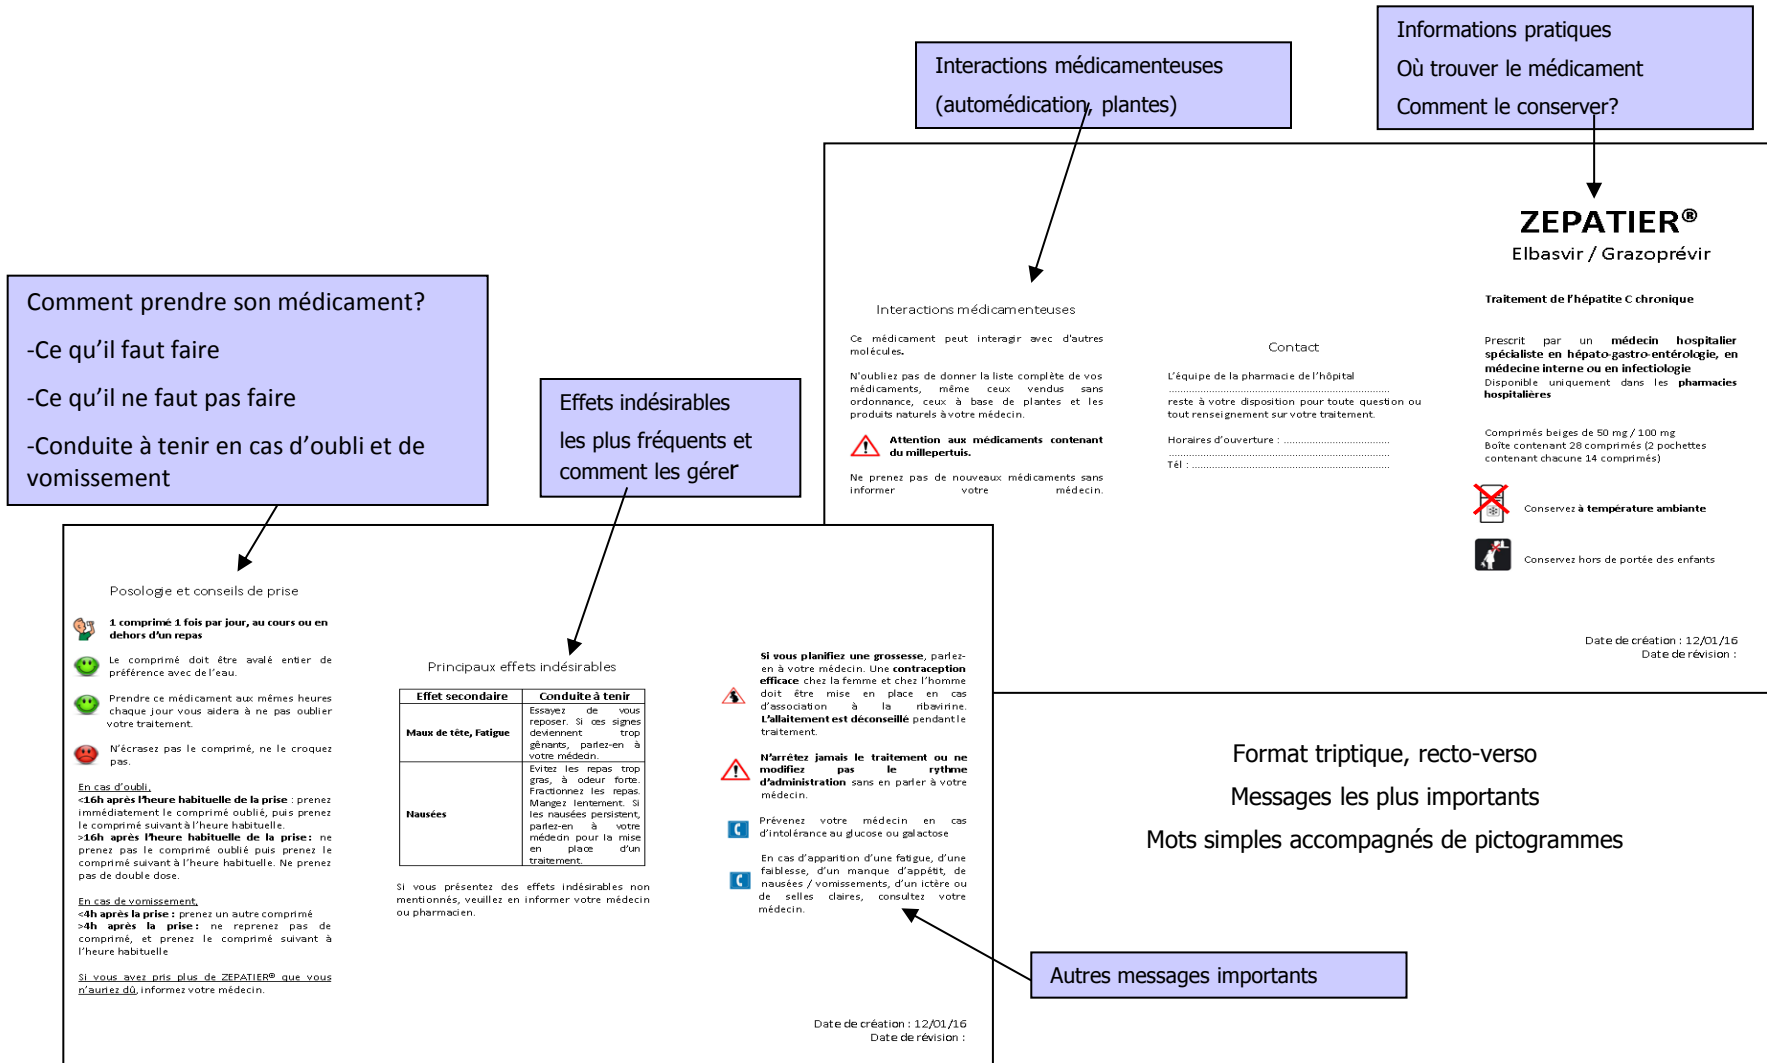 Informations pratiques
Où trouver le médicament
Comment le conserver?
Interactions médicamenteuses
(automédication, plantes)
Comment prendre son médicament?
-Ce qu’il faut faire
-Ce qu’il ne faut pas faire
-Conduite à tenir en cas d’oubli et de
vomissement
Effets indésirables
les plus fréquents et
comment les gérer
Interactions médicamenteuses
Ce médicament peut interagir avec d'autres
molécules.
N'oubliez pas de donner la liste complète de vos
médicaments, même ceux vendus sans
ordonnance, ceux à base de plantes et les
produits naturels à votre médecin.
Attention aux médicaments contenant
du millepertuis.
Ne prenez pas de nouveaux médicaments sans
informer votre médecin.
Contact
L’équipe de la pharmacie de l’hôpital
................................................................
reste à votre disposition pour toute question ou
tout renseignement sur votre traitement.
Horaires d’ouverture : ................................
................................................................
Tél : ................................................................
ZEPATIER®
Elbasvir / Grazoprévir
Traitement de l’hépatite C chronique
Prescrit par un médecin hospitalier
spécialiste en hépato-gastro-entérologie, en
médecine interne ou en infectiologie
Disponible uniquement dans les pharmacies
hospitalières
Comprimés beiges de 50 mg / 100 mg
Boîte contenant 28 comprimés (2 pochettes
contenant chacune 14 comprimés)
Conservez à température ambiante
Conservez hors de portée des enfants
Date de création : 12/01/16
Date de révision :
Posologie et conseils de prise
1 comprimé 1 fois par jour, au cours ou en
dehors d’un repas
Le comprimé doit être avalé entier de
préférence avec de l’eau.
Prendre ce médicament aux mêmes heures
chaque jour vous aidera à ne pas oublier
votre traitement.
N’écrasez pas le comprimé, ne le croquez
pas.
En cas d’oubli,
<16h après l’heure habituelle de la prise : prenez
immédiatement le comprimé oublié, puis prenez
le comprimé suivant à l’heure habituelle.
>16h après l’heure habituelle de la prise : ne
prenez pas le comprimé oublié puis prenez le
comprimé suivant à l’heure habituelle. Ne prenez
pas de double dose.
En cas de vomissement,
<4h après la prise : prenez un autre comprimé
>4h après la prise : ne reprenez pas de
comprimé, et prenez le comprimé suivant à
l’heure habituelle
Si vous avez pris plus de ZEPATIER® que vous
n’auriez dû, informez votre médecin.
Principaux effets indésirables
Effet secondaire Conduite à tenir
Maux de tête, Fatigue
Essayez de vous
reposer. Si ces signes
deviennent trop
gênants, parlez-en à
votre médecin.
Nausées
Evitez les repas trop
gras, à odeur forte.
Fractionnez les repas.
Mangez lentement. Si
les nausées persistent,
parlez-en à votre
médecin pour la mise
en place d’un
traitement.
Si vous présentez des effets indésirables non
mentionnés, veuillez en informer votre médecin
ou pharmacien.
Si vous planifiez une grossesse, parlez-
en à votre médecin. Une contraception
efficace chez la femme et chez l’homme
doit être mise en place en cas
d’association à la ribavirine.
L’allaitement est déconseillé pendant le
traitement.
N’arrêtez jamais le traitement ou ne
modifiez pas le rythme
d’administration sans en parler à votre
médecin.
Prévenez votre médecin en cas
d’intolérance au glucose ou galactose
En cas d’apparition d’une fatigue, d’une
faiblesse, d’un manque d’appétit, de
nausées / vomissements, d’un ictère ou
de selles claires, consultez votre
médecin.
Date de création : 12/01/16
Date de révision :
Format triptique, recto-verso
Messages les plus importants
Mots simples accompagnés de pictogrammes
Autres messages importants